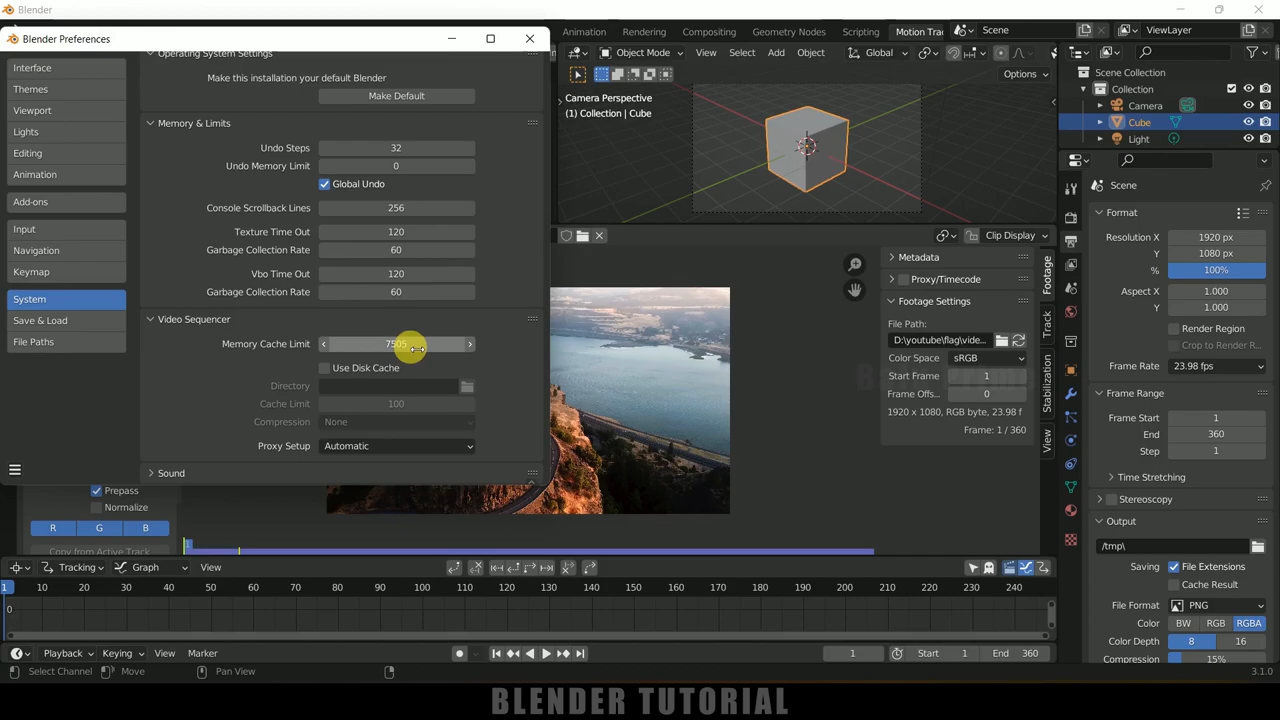 Blender
Blender Preferences
Interface
Themes
Viewport
Lights
Editing
Animation
Add-ons
Input
Navigation
Keymap
System
Save & Load
File Paths
Operating System Settings
Make this installation your default Blender
Make Default
Memory & Limits
Undo Steps 32
Undo Memory Limit 0
Global Undo
Console Scrollback Lines 256
Texture Time Out 120
Garbage Collection Rate 60
Vbo Time Out 120
Garbage Collection Rate 60
Video Sequencer
Memory Cache Limit 7505
Use Disk Cache
Directory
Cache Limit 100
Compression None
Proxy Setup Automatic
Sound
Animation Rendering Compositing Geometry Nodes Scripting Motion Trac
Scene ViewLayer
Object Mode View Select Add Object Global
Options
Camera Perspective
(1) Collection | Cube
Clip Display
Metadata
Proxy/Timecode
Footage Settings
File Path:
D:\youtube\flag\vide...
Color Space sRGB
Start Frame 1
Frame Offs... 0
1920 x 1080, RGB byte, 23.98 f
Frame: 1 / 360
Footage
Track
Stabilization
View
Scene Collection
Collection
Camera
Cube
Light
Scene
Format
Resolution X 1920 px
Y 1080 px
% 100%
Aspect X 1.000
Y 1.000
Render Region
Crop to Render R...
Frame Rate 23.98 fps
Frame Range
Frame Start 1
End 360
Step 1
Time Stretching
Stereoscopy
Output
/tmp\
Saving File Extensions
Cache Result
File Format PNG
Color BW RGB RGBA
Color Depth 8 16
Compression 15%
Prepass
Normalize
R G B
Copy from Active Track
1
Tracking Graph View
1 10 20 30 40 50 60 70 80 90 100 110 120 130 140 150 160 170 180 190 200 210 220 230 240
0
Playback Keying View Marker 1 Start 1 End 360
Select Channel Move Pan View 3.1.0
BLENDER TUTORIAL